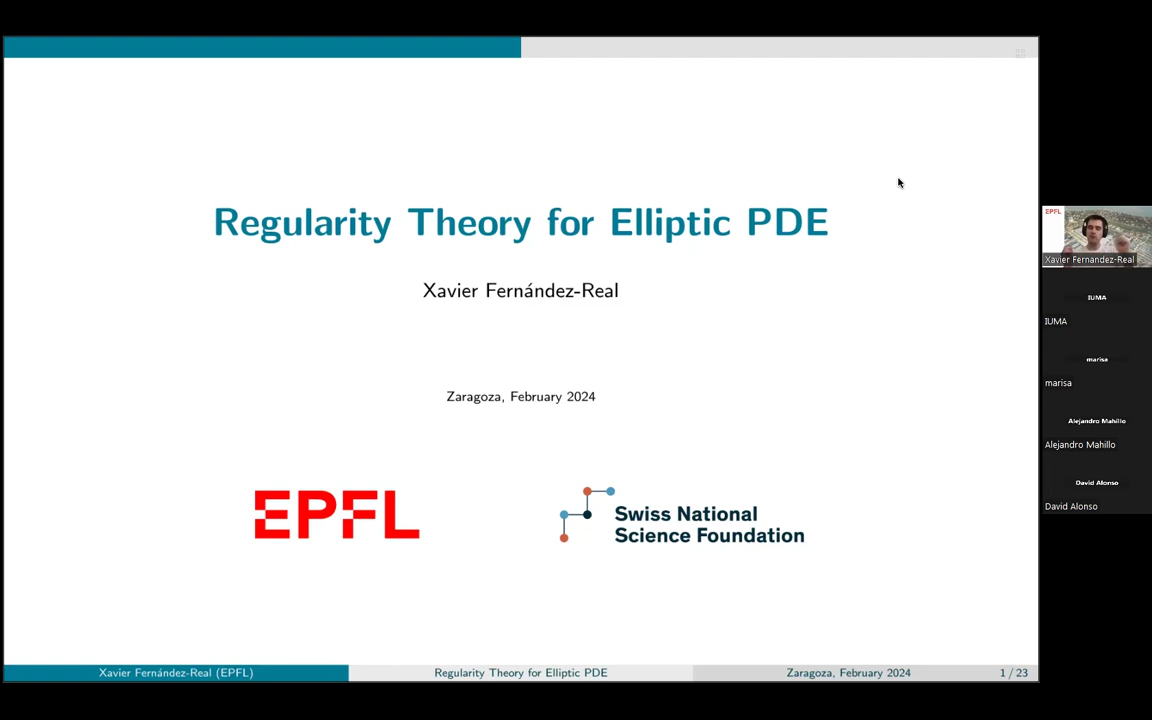 Regularity Theory for Elliptic PDE
Xavier Fernández-Real
Zaragoza, February 2024
EPFL
Swiss National
Science Foundation
Xavier Fernández-Real (EPFL)
Regularity Theory for Elliptic PDE
Zaragoza, February 2024
1 / 23
EPFL
Xavier Fernandez-Real
IUMA
IUMA
marisa
marisa
Alejandro Mahillo
Alejandro Mahillo
David Alonso
David Alonso